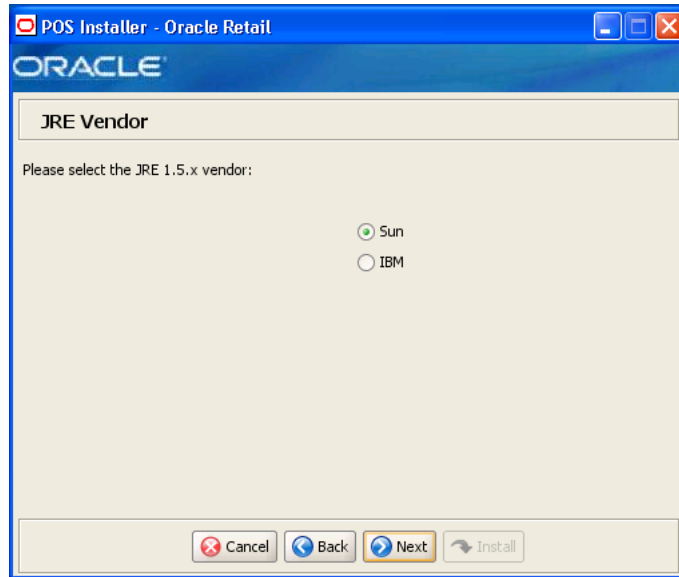 POS Installer - Oracle Retail
ORACLE
JRE Vendor
Please select the JRE 1.5.x vendor:
Sun
IBM
Cancel Back Next Install